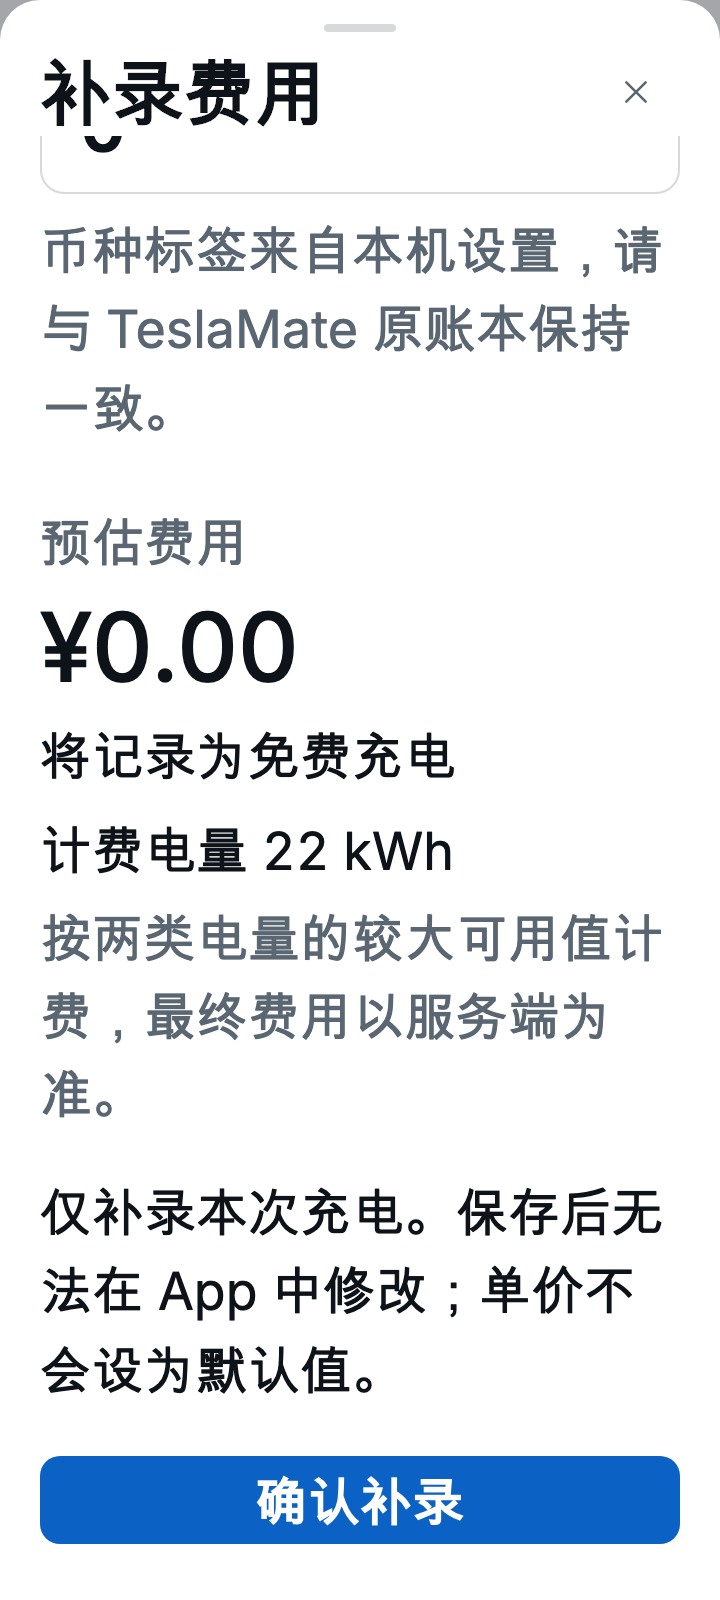 补录费用
币种标签来自本机设置，请
与 TeslaMate 原账本保持
一致。
预估费用
¥0.00
将记录为免费充电
计费电量 22 kWh
按两类电量的较大可用值计
费，最终费用以服务端为
准。
仅补录本次充电。保存后无
法在 App 中修改；单价不
会设为默认值。
确认补录